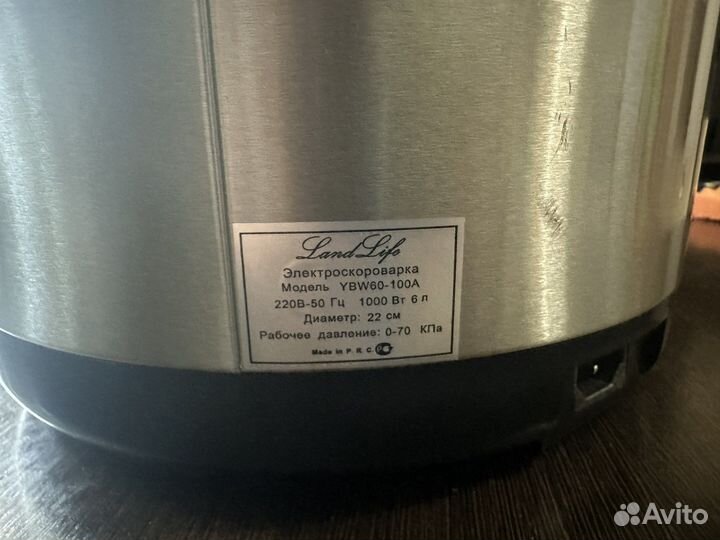 Land Life
Электроскороварка
Модель YBW60-100A
220В-50 Гц 1000 Вт 6 л
Диаметр: 22 см
Рабочее давление: 0-70 КПа
Made in P. R. C.
Avito